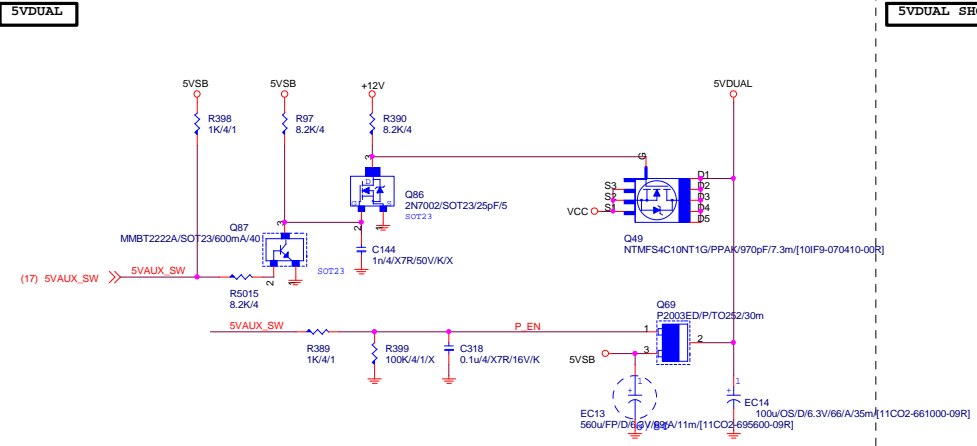 5VDUAL
5VDUAL SH
5VSB
5VSB
+12V
5VDUAL
R398
1K/4/1
R97
8.2K/4
R390
8.2K/4
3
D
G
S
2
1
Q86
2N7002/SOT23/25pF/5
SOT23
G
S3
S2
S1
D1
D2
D3
D4
D5
VCC
Q49
NTMFS4C10NT1G/PPAK/970pF/7.3m/[10IF9-070410-00R]
Q87
MMBT2222A/SOT23/600mA/40
3
2
1
SOT23
C144
1n/4/X7R/50V/K/X
(17) 5VAUX_SW
5VAUX_SW
R5015
8.2K/4
5VAUX_SW
R389
1K/4/1
R399
100K/4/1/X
C318
0.1u/4/X7R/16V/K
P_EN
Q69
P2003ED/P/TO252/30m
1
2
3
5VSB
1
+
EC13
560u/FP/D/6.3V/69/A/11m/[11CO2-695600-09R]
1
+
EC14
100u/OS/D/6.3V/66/A/35m/[11CO2-661000-09R]